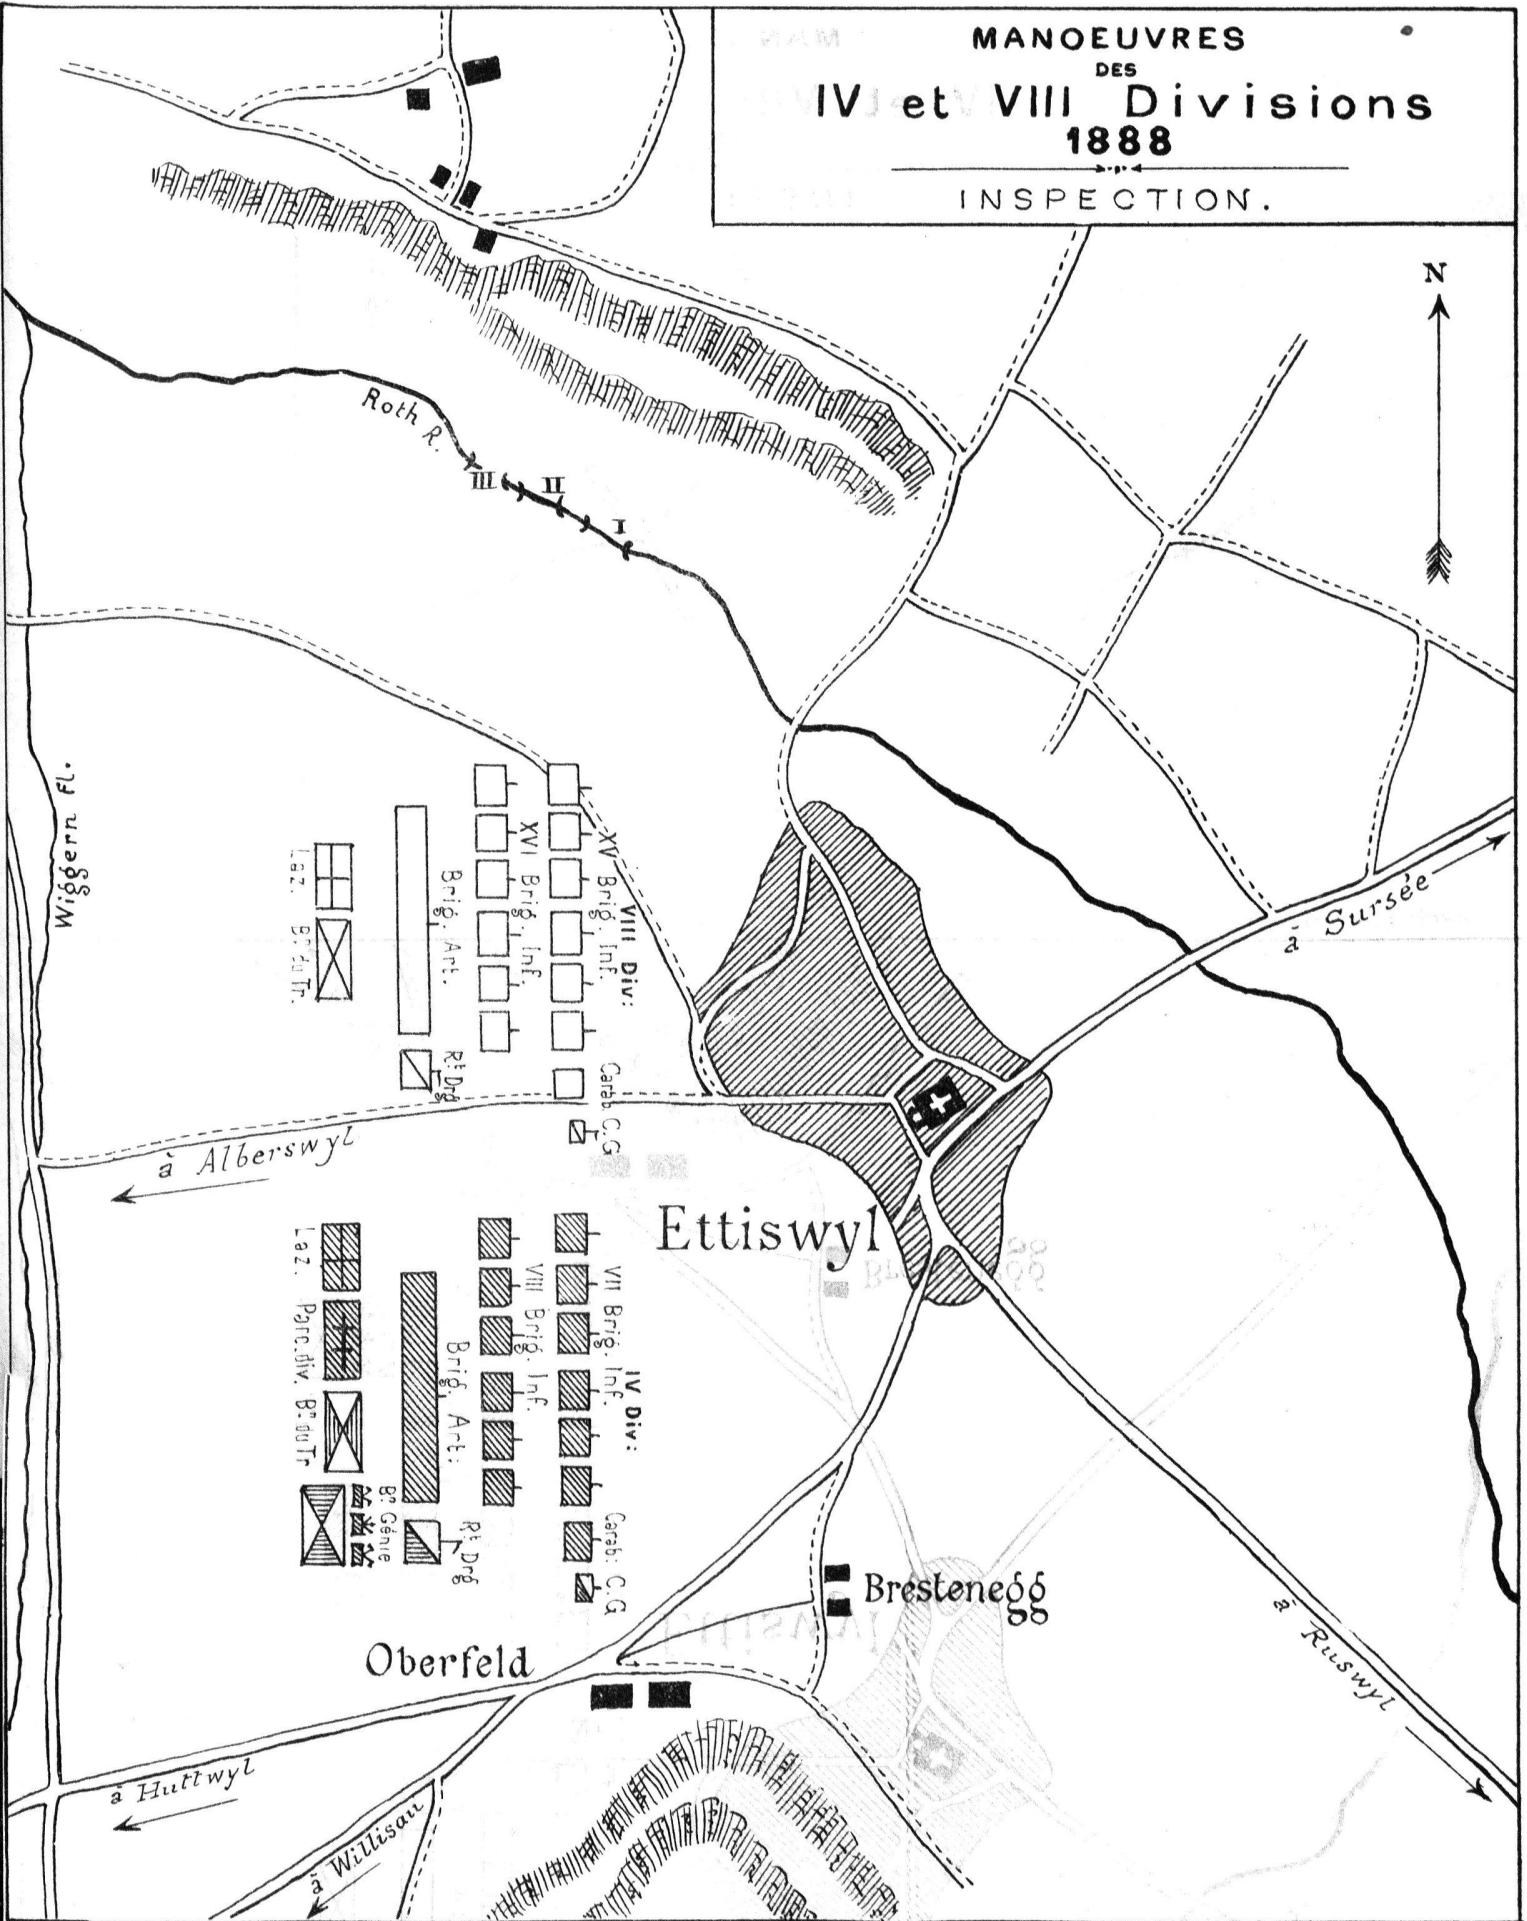 MANOEUVRES
DES
IV et VIII Divisions
1888
INSPECTION.
N
Roth R.
III
II
I
Wiggern Fl.
à Sursée
VIII Div:
XV Brig. Inf.
XVI Brig. Inf.
Brig. Art.
Laz.
Bn du Tr.
Rt Drg
Carab. C.G
à Alberswyl
Ettiswyl
IV Div:
VII Brig. Inf.
VIII Brig. Inf.
Brig. Art:
Laz.
Parc. div.
Bn du Tr
Bn Génie
Rt Drg
Carab: C.G
Brestenegg
Oberfeld
à Ruswyl
à Huttwyl
à Willisau